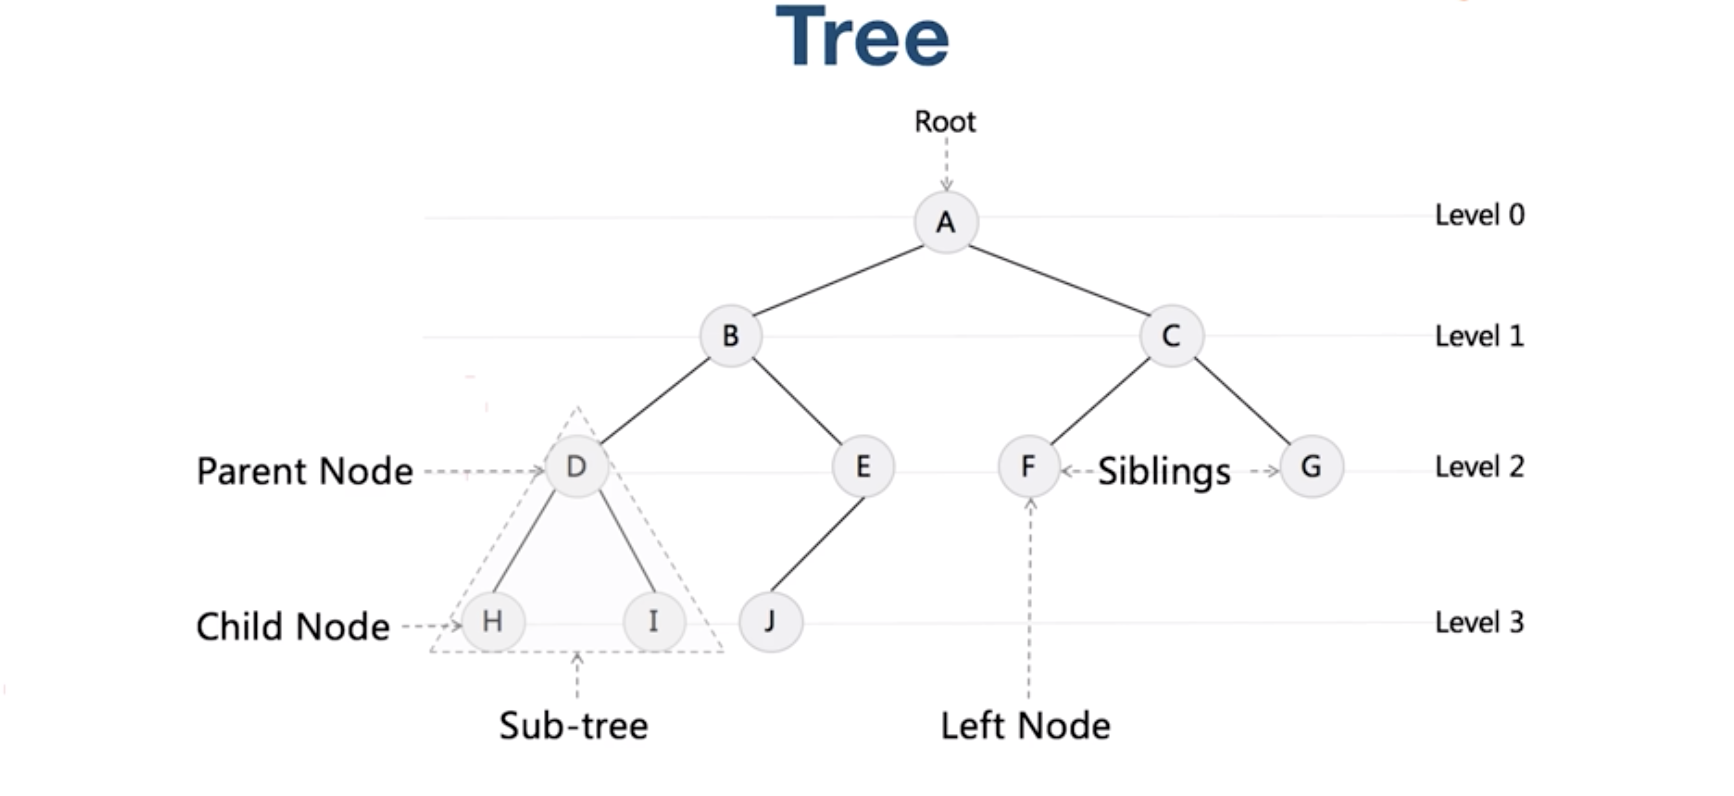 Tree
Root
A
Level 0
B
C
Level 1
Parent Node
D
E
F
Siblings
G
Level 2
Child Node
H
I
J
Level 3
Sub-tree
Left Node